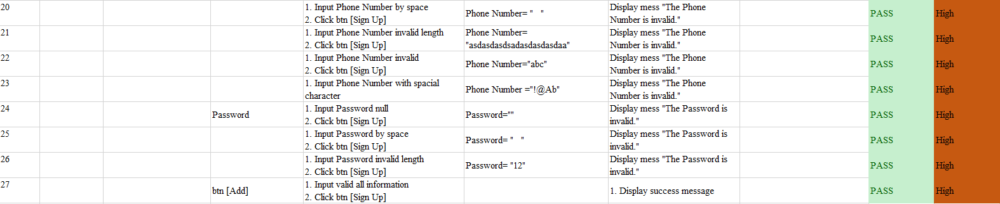 20
1. Input Phone Number by space
2. Click btn [Sign Up]
Phone Number= "   "
Display mess "The Phone
Number is invalid."
PASS
High
21
1. Input Phone Number invalid length
2. Click btn [Sign Up]
Phone Number=
"asdasdasdsadasdasdasdaa"
Display mess "The Phone
Number is invalid."
PASS
High
22
1. Input Phone Number invalid
2. Click btn [Sign Up]
Phone Number="abc"
Display mess "The Phone
Number is invalid."
PASS
High
23
1. Input Phone Number with spacial
character
Phone Number ="!@Ab"
Display mess "The Phone
Number is invalid."
PASS
High
24
Password
1. Input Password null
2. Click btn [Sign Up]
Password=""
Display mess "The Password is
invalid."
PASS
High
25
1. Input Password by space
2. Click btn [Sign Up]
Password= "   "
Display mess "The Password is
invalid."
PASS
High
26
1. Input Password invalid length
2. Click btn [Sign Up]
Password= "12"
Display mess "The Password is
invalid."
PASS
High
27
btn [Add]
1. Input valid all information
2. Click btn [Sign Up]
1. Display success message
PASS
High